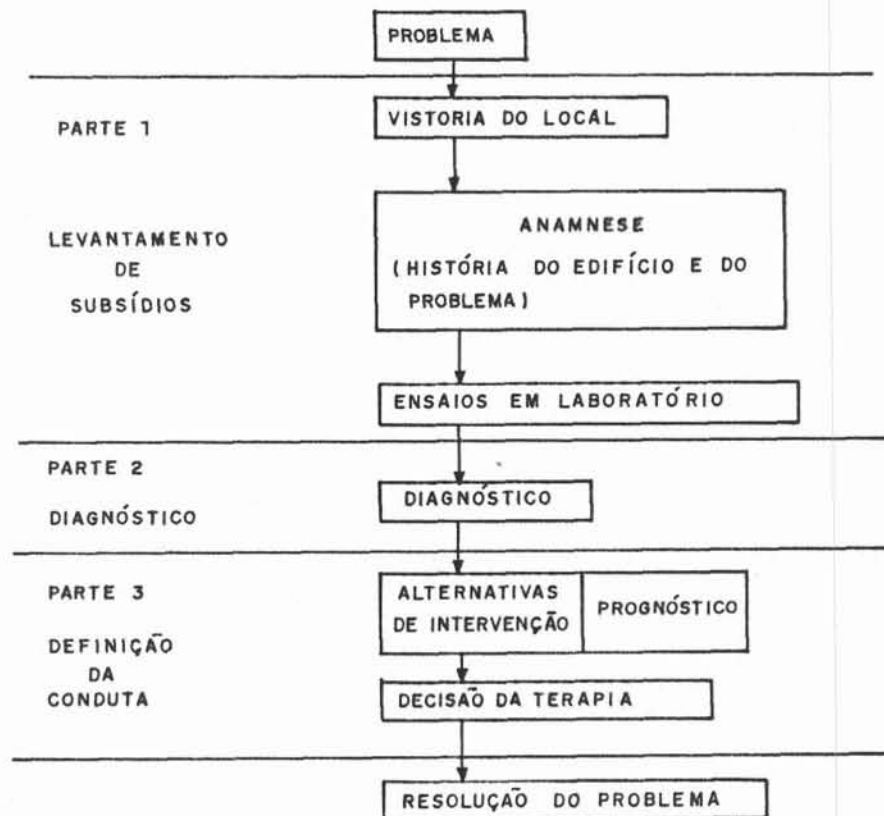 PROBLEMA
PARTE 1
VISTORIA DO LOCAL
LEVANTAMENTO
DE
SUBSÍDIOS
ANAMNESE
(HISTÓRIA DO EDIFÍCIO E DO
PROBLEMA)
ENSAIOS EM LABORATÓRIO
PARTE 2
DIAGNÓSTICO
DIAGNÓSTICO
PARTE 3
DEFINIÇÃO
DA
CONDUTA
ALTERNATIVAS
DE INTERVENÇÃO
PROGNÓSTICO
DECISÃO DA TERAPIA
RESOLUÇÃO DO PROBLEMA